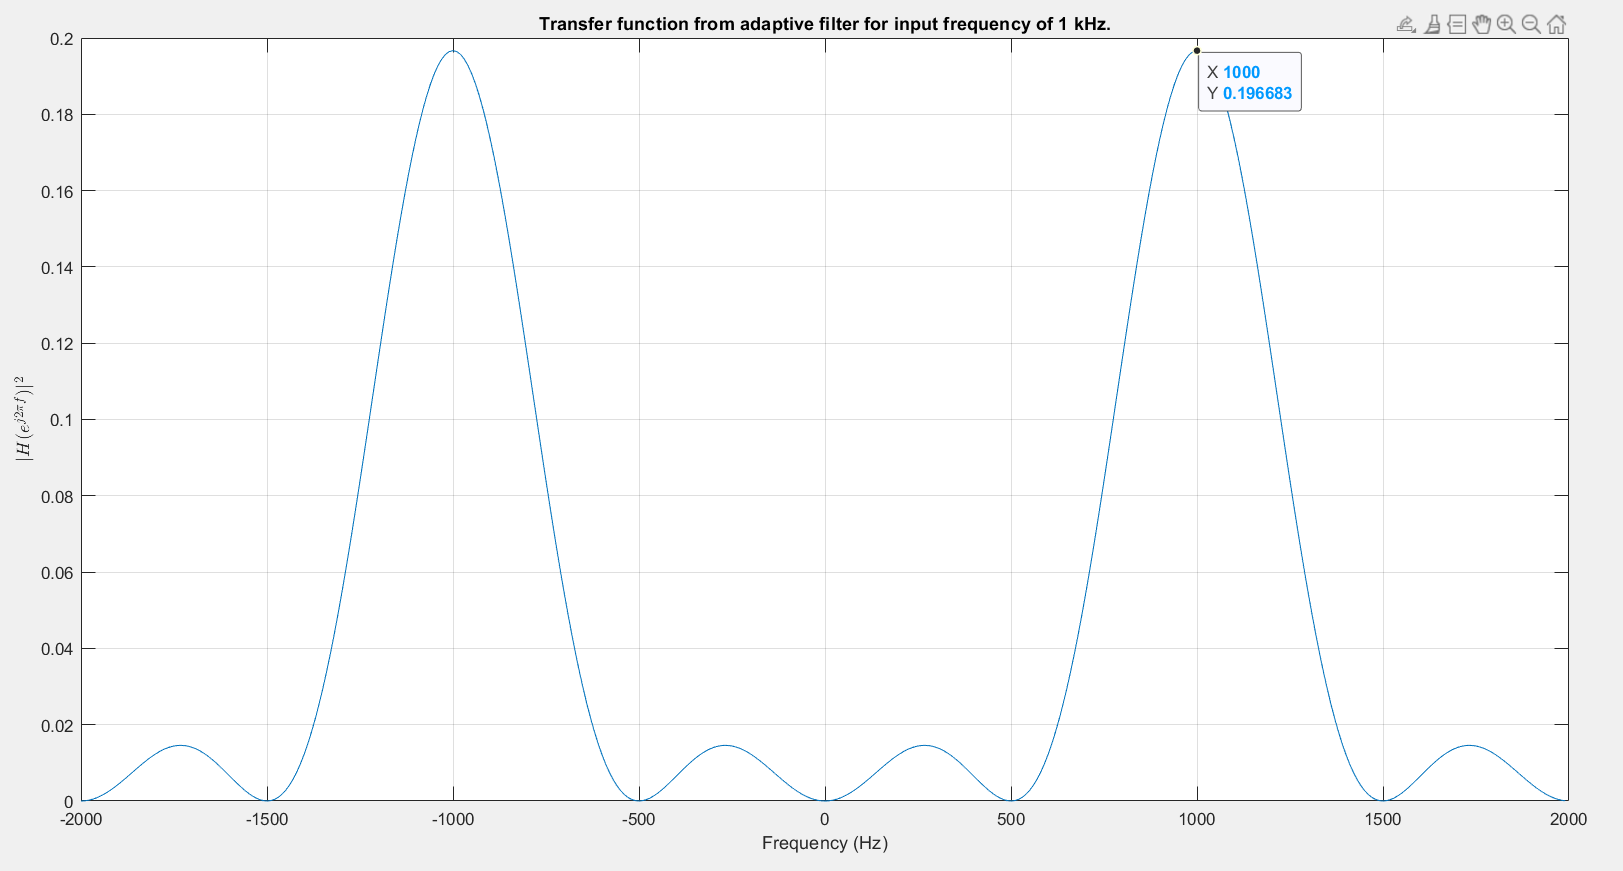 Transfer function from adaptive filter for input frequency of 1 kHz.
X 1000
Y 0.196683
0.2
0.18
0.16
0.14
0.12
0.1
0.08
0.06
0.04
0.02
0
|H(e^{j2πf})|^2
-2000 -1500 -1000 -500 0 500 1000 1500 2000
Frequency (Hz)